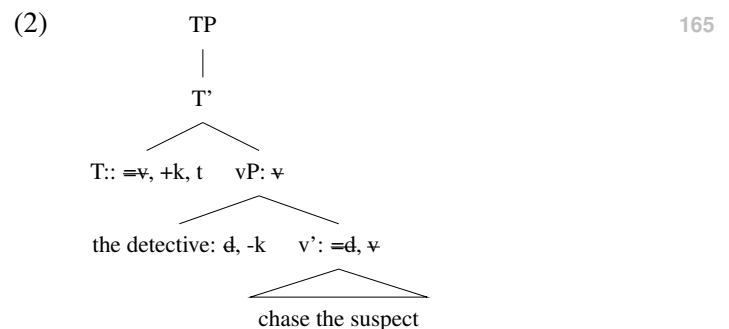 (2) TP 165
T’
T:: =v, +k, t vP: v
the detective: d, -k v’: =d, v
chase the suspect